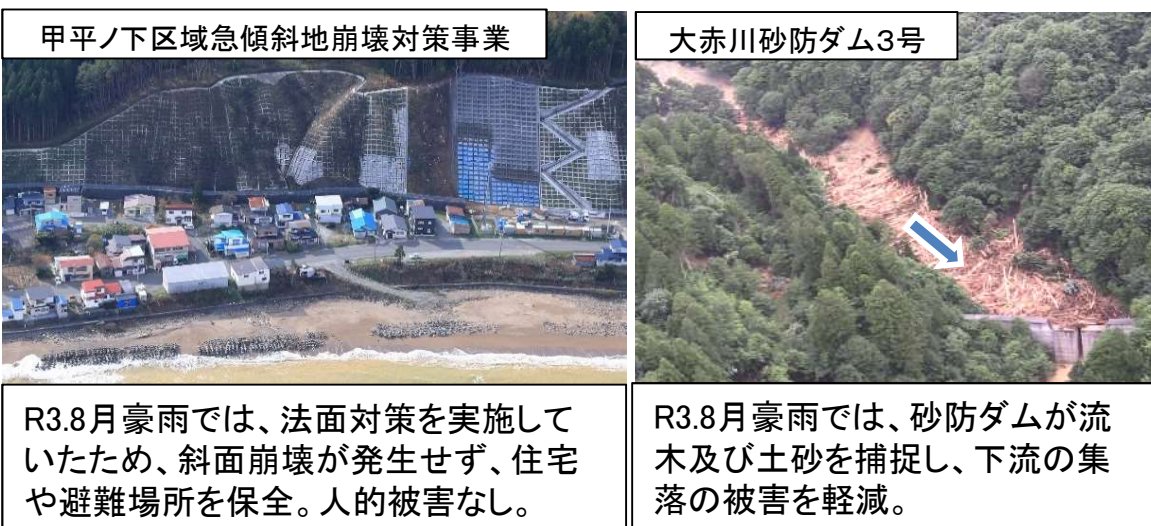 甲平ノ下区域急傾斜地崩壊対策事業
大赤川砂防ダム3号
R3.8月豪雨では、法面対策を実施して
いたため、斜面崩壊が発生せず、住宅
や避難場所を保全。人的被害なし。
R3.8月豪雨では、砂防ダムが流
木及び土砂を捕捉し、下流の集
落の被害を軽減。